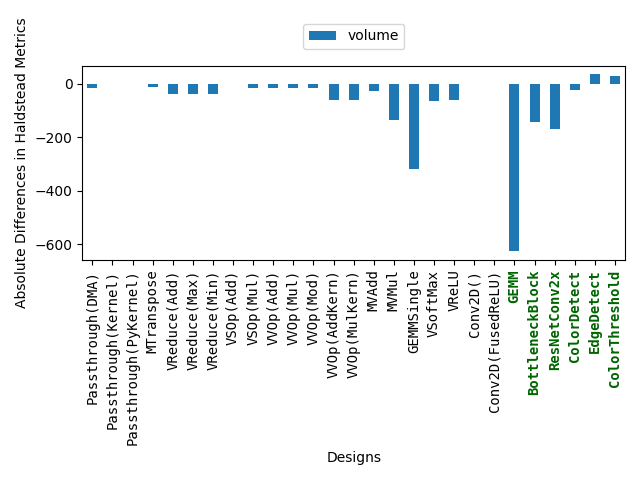 volume
Absolute Differences in Haldstead Metrics
0
−200
−400
−600
Passthrough(DMA)
Passthrough(Kernel)
Passthrough(PyKernel)
MTranspose
VReduce(Add)
VReduce(Max)
VReduce(Min)
VSOp(Add)
VSOp(Mul)
VVOp(Add)
VVOp(Mul)
VVOp(Mod)
VVOp(AddKern)
VVOp(MulKern)
MVAdd
MVMul
GEMMSingle
VSoftMax
VReLU
Conv2D()
Conv2D(FusedReLU)
GEMM
BottleneckBlock
ResNetConv2x
ColorDetect
EdgeDetect
ColorThreshold
Designs